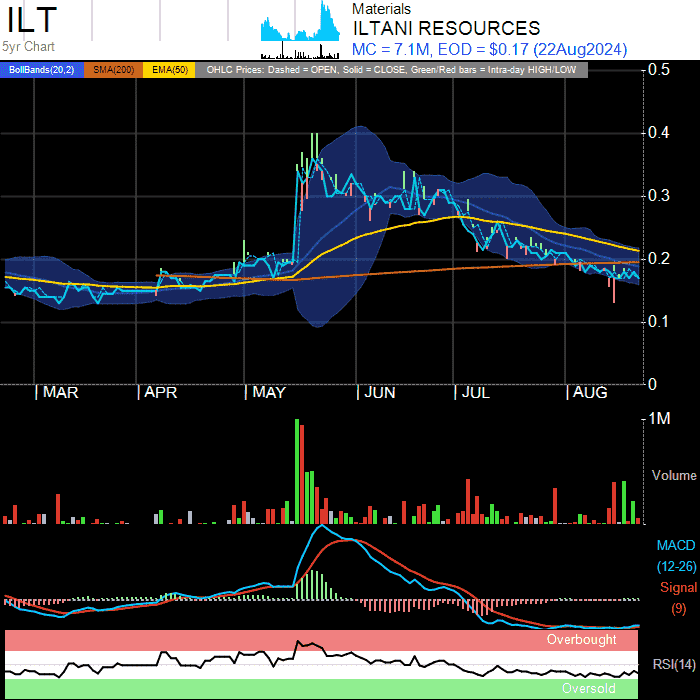 ILT
5yr Chart
Materials
ILTANI RESOURCES
MC = 7.1M, EOD = $0.17 (22Aug2024)
BollBands(20,2) SMA(200) EMA(50) OHLC Prices: Dashed = OPEN, Solid = CLOSE, Green/Red bars = Intra-day HIGH/LOW
0.5
0.4
0.3
0.2
0.1
0
MAR APR MAY JUN JUL AUG
1M
Volume
MACD
(12-26)
Signal
(9)
Overbought
RSI(14)
Oversold